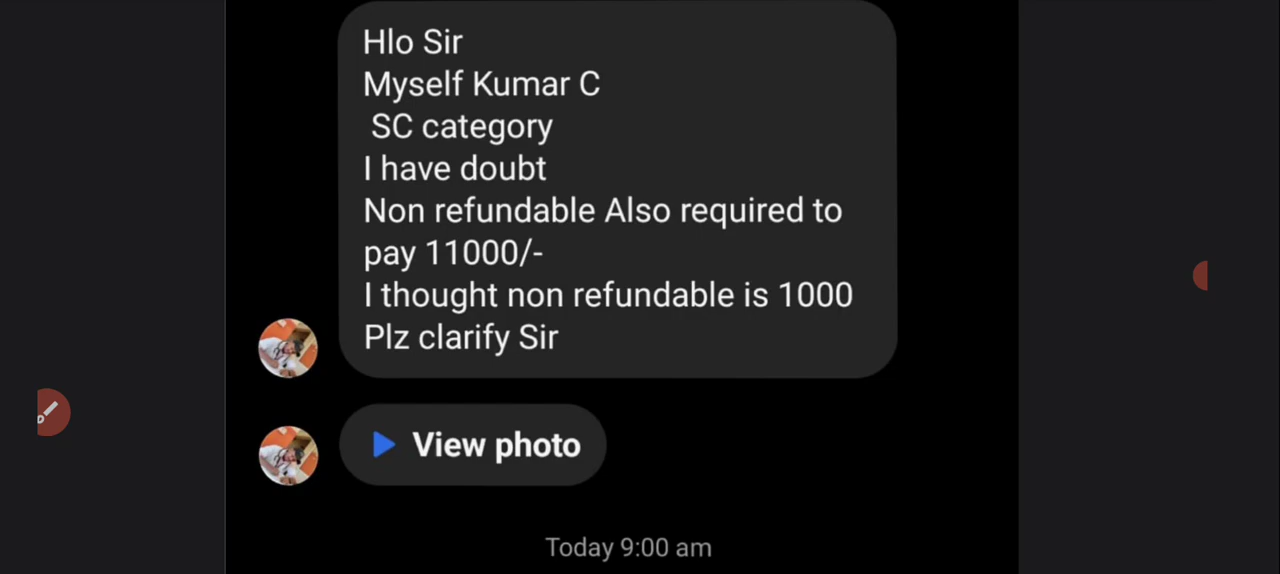 Hlo Sir
Myself Kumar C
SC category
I have doubt
Non refundable Also required to
pay 11000/-
I thought non refundable is 1000
Plz clarify Sir
View photo
Today 9:00 am